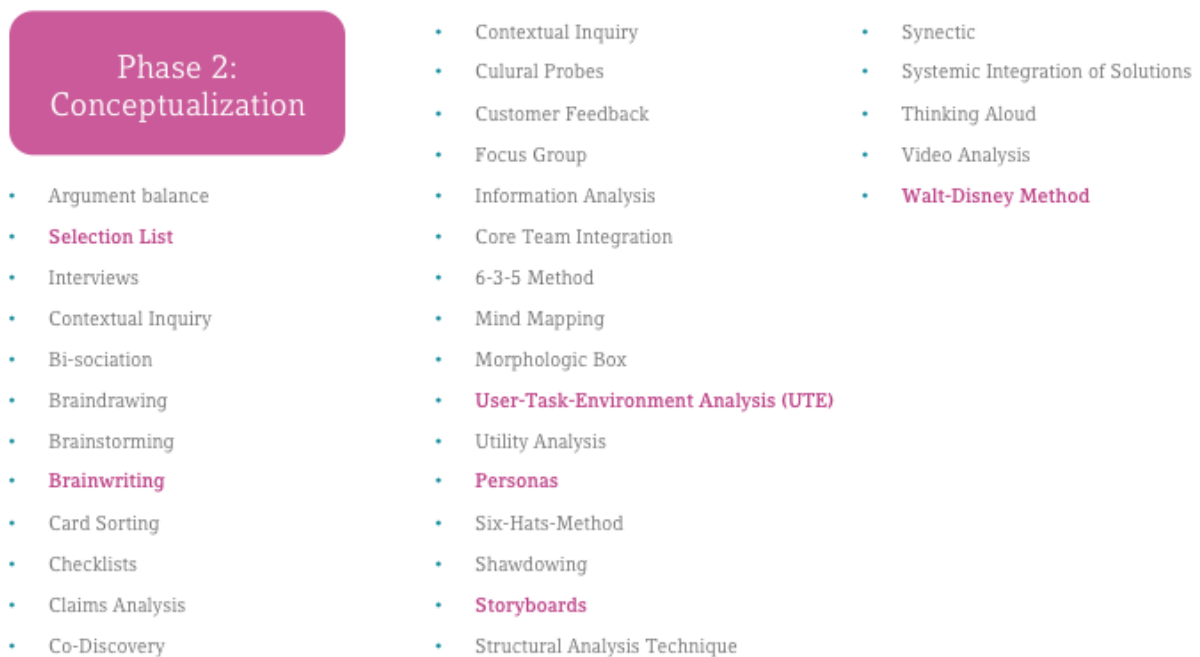 Phase 2:
Conceptualization
Argument balance
Selection List
Interviews
Contextual Inquiry
Bi-sociation
Braindrawing
Brainstorming
Brainwriting
Card Sorting
Checklists
Claims Analysis
Co-Discovery
Contextual Inquiry
Culural Probes
Customer Feedback
Focus Group
Information Analysis
Core Team Integration
6-3-5 Method
Mind Mapping
Morphologic Box
User-Task-Environment Analysis (UTE)
Utility Analysis
Personas
Six-Hats-Method
Shawdowing
Storyboards
Structural Analysis Technique
Synectic
Systemic Integration of Solutions
Thinking Aloud
Video Analysis
Walt-Disney Method